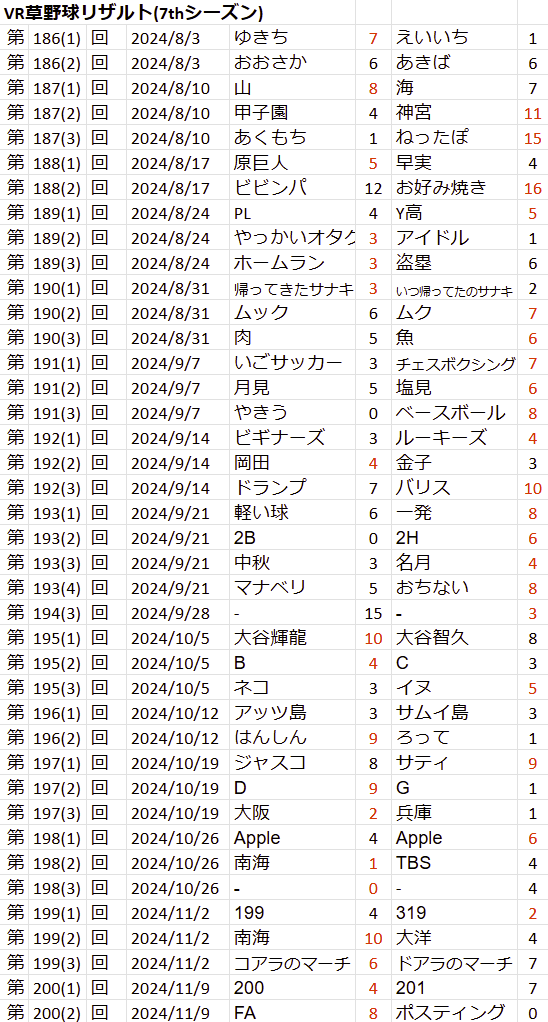 VR草野球リザルト(7thシーズン)
第 186(1) 回 2024/8/3 ゆきち 7 えいいち 1
第 186(2) 回 2024/8/3 おおさか 6 あきば 6
第 187(1) 回 2024/8/10 山 8 海 7
第 187(2) 回 2024/8/10 甲子園 4 神宮 11
第 187(3) 回 2024/8/10 あくもち 1 ねったぽ 15
第 188(1) 回 2024/8/17 原巨人 5 早実 4
第 188(2) 回 2024/8/17 ビビンパ 12 お好み焼き 16
第 189(1) 回 2024/8/24 PL 4 Y高 5
第 189(2) 回 2024/8/24 やっかいオタク 3 アイドル 1
第 189(3) 回 2024/8/24 ホームラン 3 盗塁 6
第 190(1) 回 2024/8/31 帰ってきたサナキ 3 いつ帰ってたのサナキ 2
第 190(2) 回 2024/8/31 ムック 6 ムク 7
第 190(3) 回 2024/8/31 肉 5 魚 6
第 191(1) 回 2024/9/7 いごサッカー 3 チェスボクシング 7
第 191(2) 回 2024/9/7 月見 5 塩見 6
第 191(3) 回 2024/9/7 やきう 0 ベースボール 8
第 192(1) 回 2024/9/14 ビギナーズ 3 ルーキーズ 4
第 192(2) 回 2024/9/14 岡田 4 金子 3
第 192(3) 回 2024/9/14 ドランプ 7 バリス 10
第 193(1) 回 2024/9/21 軽い球 6 一発 8
第 193(2) 回 2024/9/21 2B 0 2H 6
第 193(3) 回 2024/9/21 中秋 3 名月 4
第 193(4) 回 2024/9/21 マナベリ 5 おちない 8
第 194(3) 回 2024/9/28 - 15 - 3
第 195(1) 回 2024/10/5 大谷輝龍 10 大谷智久 8
第 195(2) 回 2024/10/5 B 4 C 3
第 195(3) 回 2024/10/5 ネコ 3 イヌ 5
第 196(1) 回 2024/10/12 アッツ島 3 サムイ島 3
第 196(2) 回 2024/10/12 はんしん 9 ろって 1
第 197(1) 回 2024/10/19 ジャスコ 8 サティ 9
第 197(2) 回 2024/10/19 D 9 G 1
第 197(3) 回 2024/10/19 大阪 2 兵庫 1
第 198(1) 回 2024/10/26 Apple 4 Apple 6
第 198(2) 回 2024/10/26 南海 1 TBS 4
第 198(3) 回 2024/10/26 - 0 - 4
第 199(1) 回 2024/11/2 199 4 319 2
第 199(2) 回 2024/11/2 南海 10 大洋 4
第 199(3) 回 2024/11/2 コアラのマーチ 6 ドアラのマーチ 7
第 200(1) 回 2024/11/9 200 4 201 7
第 200(2) 回 2024/11/9 FA 8 ポスティング 0